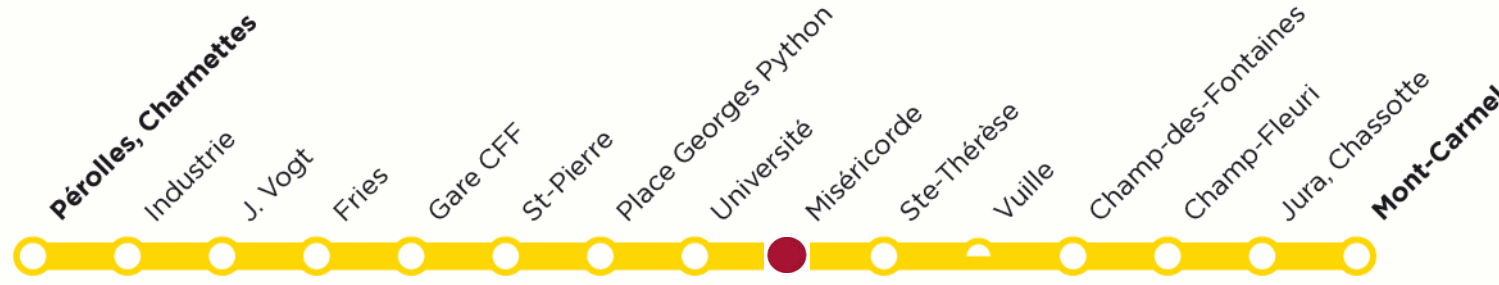 Pérolles, Charmettes
Industrie
J. Vogt
Fries
Gare CFF
St-Pierre
Place Georges Python
Université
Miséricorde
Ste-Thérèse
Vuille
Champ-des-Fontaines
Champ-Fleuri
Jura, Chassotte
Mont-Carmel